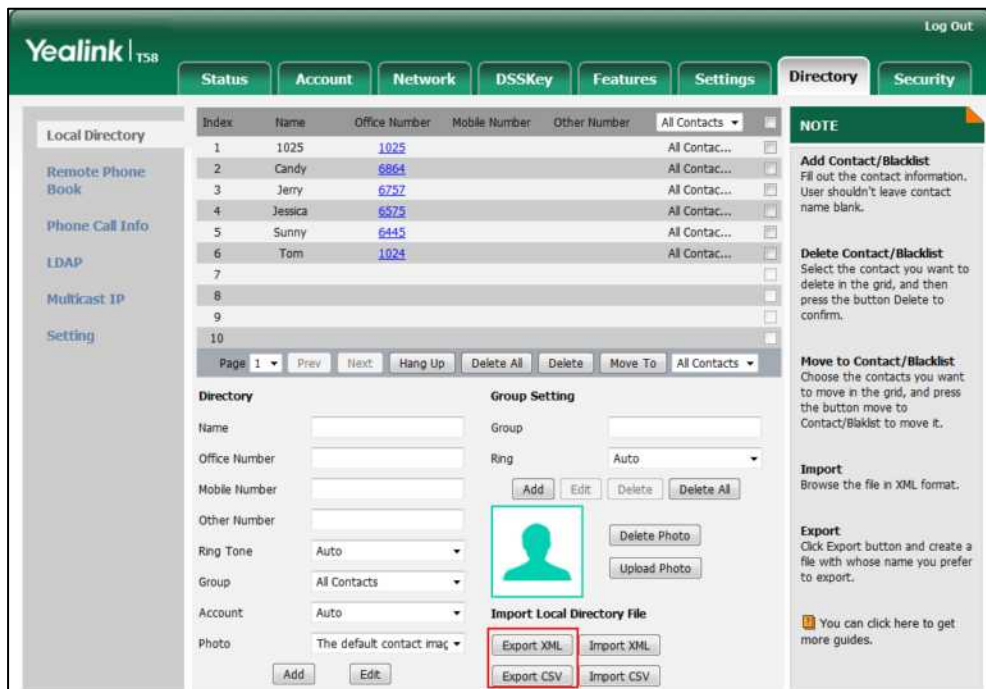 Log Out
Yealink T58
Status Account Network DSSKey Features Settings Directory Security
Local Directory
Remote Phone
Book
Phone Call Info
LDAP
Multicast IP
Setting
Index Name Office Number Mobile Number Other Number All Contacts
1 1025 1025 All Contac...
2 Candy 6864 All Contac...
3 Jerry 6757 All Contac...
4 Jessica 6575 All Contac...
5 Sunny 6445 All Contac...
6 Tom 1024 All Contac...
7
8
9
10
Page 1 Prev Next Hang Up Delete All Delete Move To All Contacts
Directory
Name
Office Number
Mobile Number
Other Number
Ring Tone Auto
Group All Contacts
Account Auto
Photo The default contact imag
Add Edit
Group Setting
Group
Ring Auto
Add Edit Delete Delete All
Delete Photo
Upload Photo
Import Local Directory File
Export XML Import XML
Export CSV Import CSV
NOTE
Add Contact/Blacklist
Fill out the contact information.
User shouldn't leave contact
name blank.
Delete Contact/Blacklist
Select the contact you want to
delete in the grid, and then
press the button Delete to
confirm.
Move to Contact/Blacklist
Choose the contacts you want
to move in the grid, and press
the button move to
Contact/Blaklist to move it.
Import
Browse the file in XML format.
Export
Click Export button and create a
file with whose name you prefer
to export.
You can click here to get
more guides.